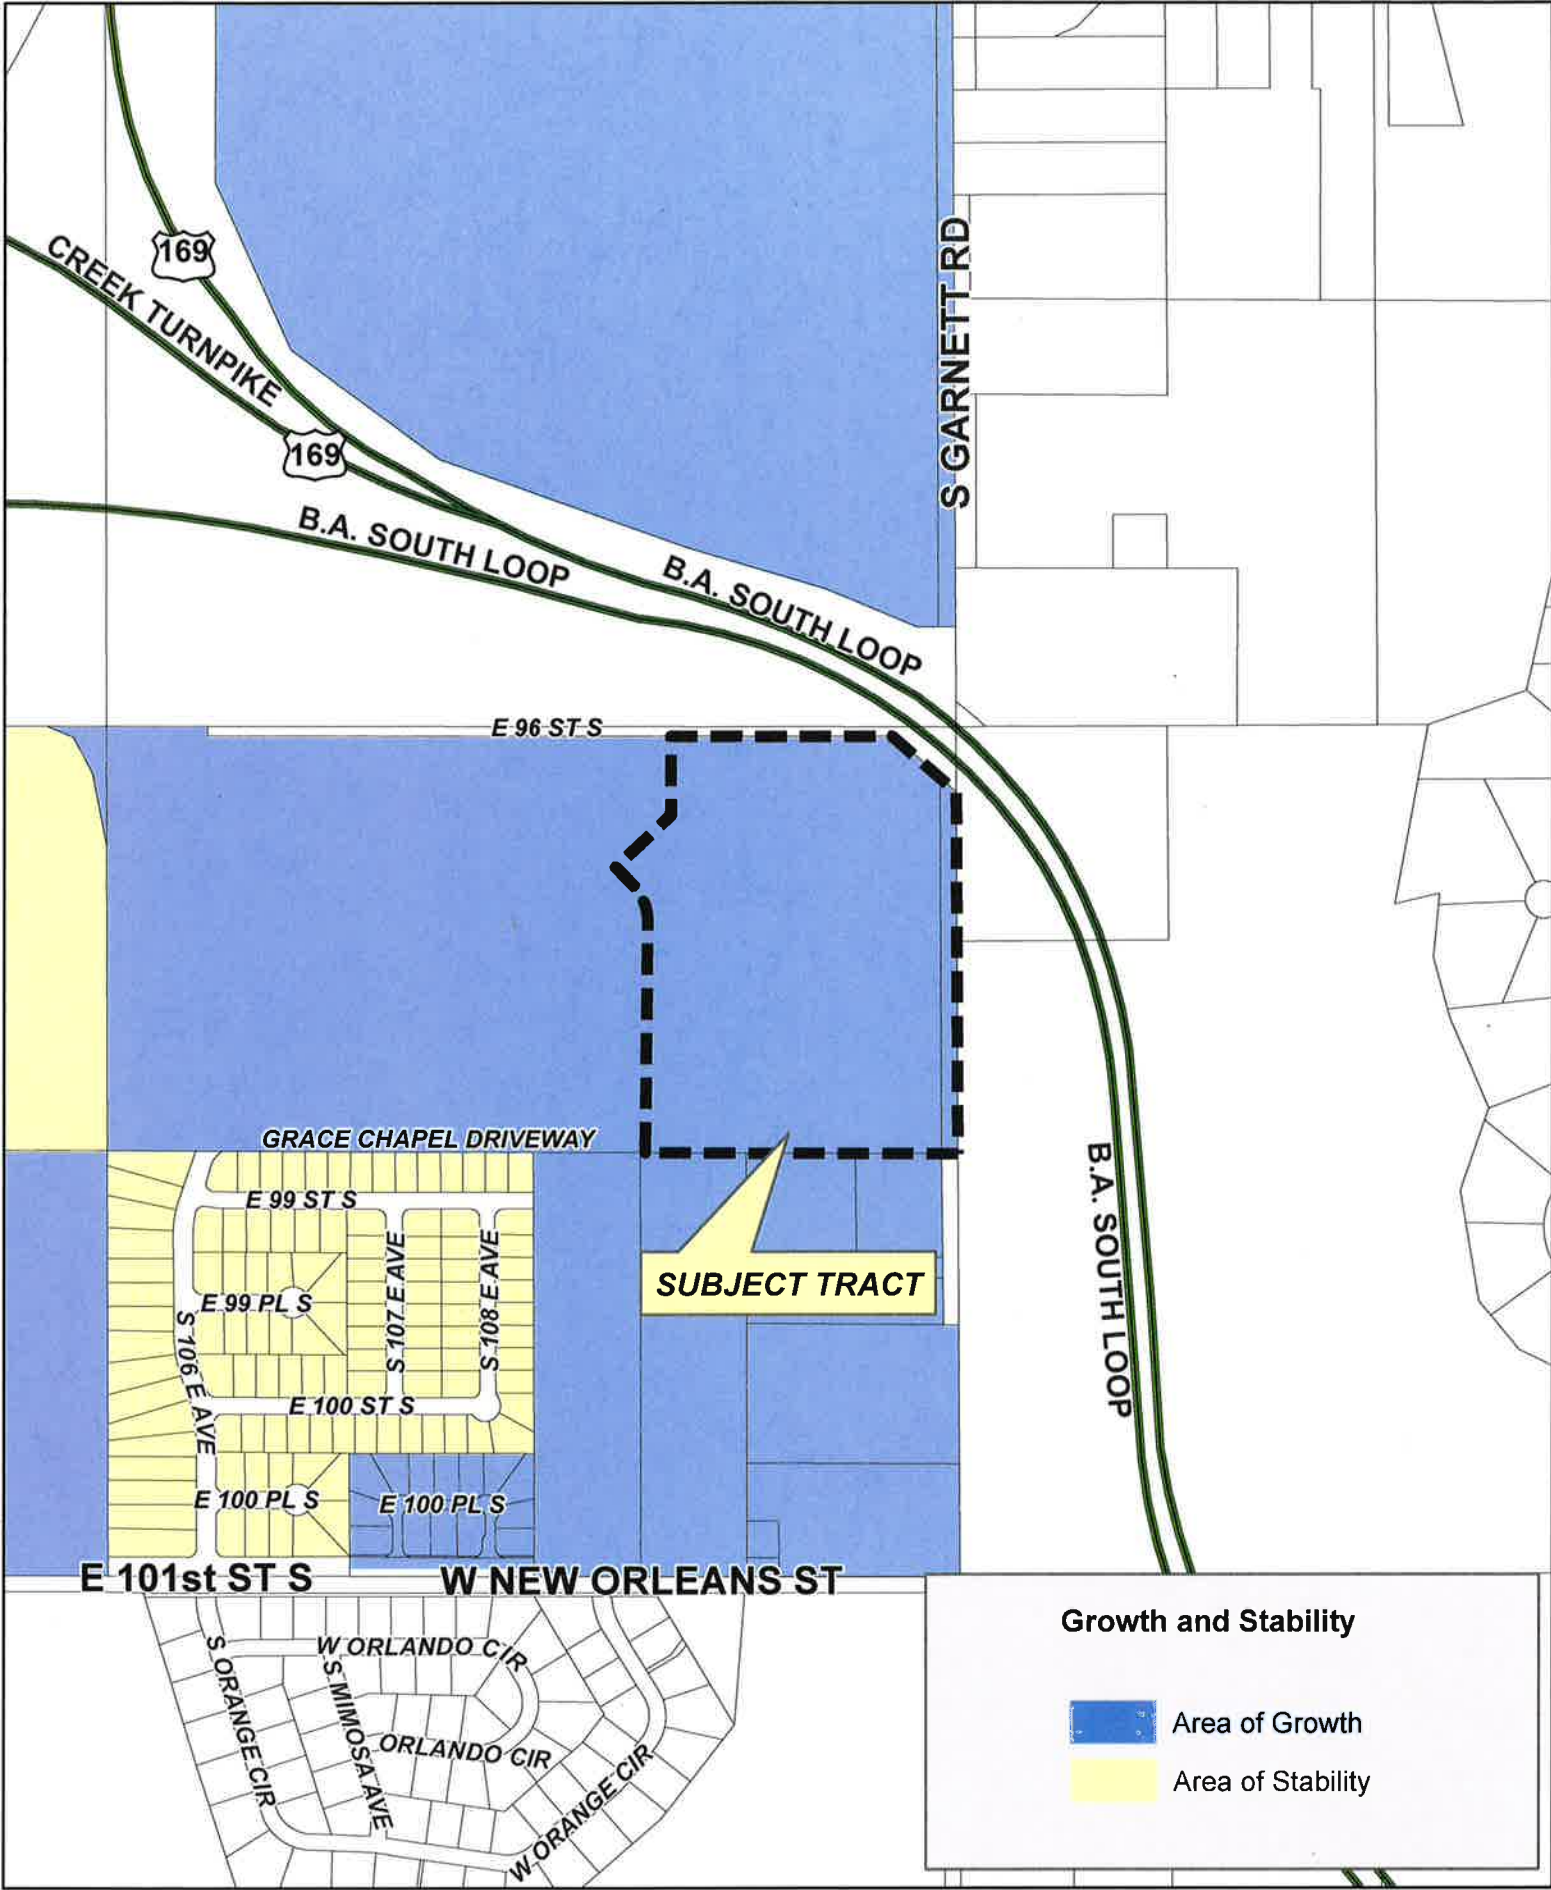 169
CREEK TURNPIKE
169
S GARNETT RD
B.A. SOUTH LOOP
B.A. SOUTH LOOP
E 96 ST S
GRACE CHAPEL DRIVEWAY
E 99 ST S
S 107 E AVE
S 108 E AVE
SUBJECT TRACT
E 99 PL S
S 106 E AVE
B.A. SOUTH LOOP
E 100 ST S
E 100 PL S
E 100 PL S
E 101st ST S
W NEW ORLEANS ST
S ORANGE CIR
W ORLANDO CIR
S MIMOSA AVE
ORLANDO CIR
W ORANGE CIR
Growth and Stability
Area of Growth
Area of Stability